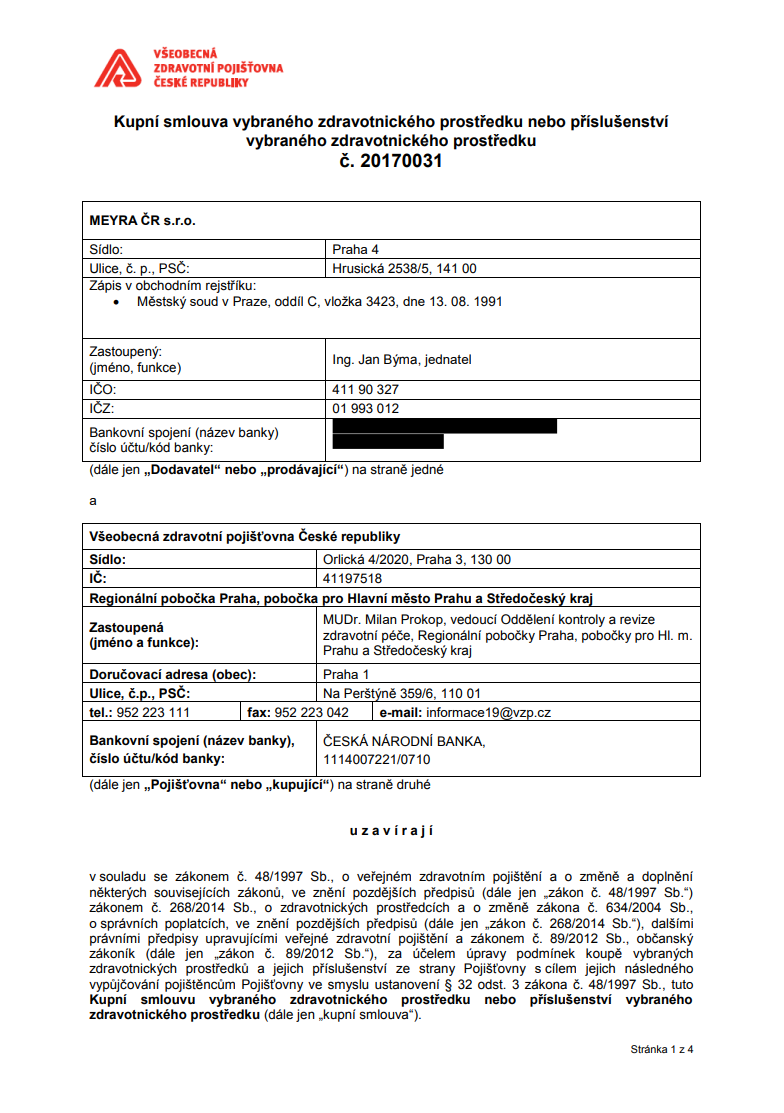 VŠEOBECNÁ
ZDRAVOTNÍ POJIŠŤOVNA
ČESKÉ REPUBLIKY
Kupní smlouva vybraného zdravotnického prostředku nebo příslušenství
vybraného zdravotnického prostředku
č. 20170031
MEYRA ČR s.r.o.
Sídlo: Praha 4
Ulice, č. p., PSČ: Hrusická 2538/5, 141 00
Zápis v obchodním rejstříku:
• Městský soud v Praze, oddíl C, vložka 3423, dne 13. 08. 1991
Zastoupený:
(jméno, funkce) Ing. Jan Býma, jednatel
IČO: 411 90 327
IČZ: 01 993 012
Bankovní spojení (název banky)
číslo účtu/kód banky:
(dále jen „Dodavatel“ nebo „prodávající“) na straně jedné
a
Všeobecná zdravotní pojišťovna České republiky
Sídlo: Orlická 4/2020, Praha 3, 130 00
IČ: 41197518
Regionální pobočka Praha, pobočka pro Hlavní město Prahu a Středočeský kraj
Zastoupená
(jméno a funkce):
MUDr. Milan Prokop, vedoucí Oddělení kontroly a revize
zdravotní péče, Regionální pobočky Praha, pobočky pro Hl. m.
Prahu a Středočeský kraj
Doručovací adresa (obec): Praha 1
Ulice, č.p., PSČ: Na Perštýně 359/6, 110 01
tel.: 952 223 111 fax: 952 223 042 e-mail: informace19@vzp.cz
Bankovní spojení (název banky),
číslo účtu/kód banky:
ČESKÁ NÁRODNÍ BANKA,
1114007221/0710
(dále jen „Pojišťovna“ nebo „kupující“) na straně druhé
u z a v í r a j í
v souladu se zákonem č. 48/1997 Sb., o veřejném zdravotním pojištění a o změně a doplnění
některých souvisejících zákonů, ve znění pozdějších předpisů (dále jen „zákon č. 48/1997 Sb.“)
zákonem č. 268/2014 Sb., o zdravotnických prostředcích a o změně zákona č. 634/2004 Sb.,
o správních poplatcích, ve znění pozdějších předpisů (dále jen „zákon č. 268/2014 Sb.“), dalšími
právními předpisy upravujícími veřejné zdravotní pojištění a zákonem č. 89/2012 Sb., občanský
zákoník (dále jen „zákon č. 89/2012 Sb.“), za účelem úpravy podmínek koupě vybraných
zdravotnických prostředků a jejich příslušenství ze strany Pojišťovny s cílem jejich následného
vypůjčování pojištěncům Pojišťovny ve smyslu ustanovení § 32 odst. 3 zákona č. 48/1997 Sb., tuto
Kupní smlouvu vybraného zdravotnického prostředku nebo příslušenství vybraného
zdravotnického prostředku (dále jen „kupní smlouva“).
Stránka 1 z 4